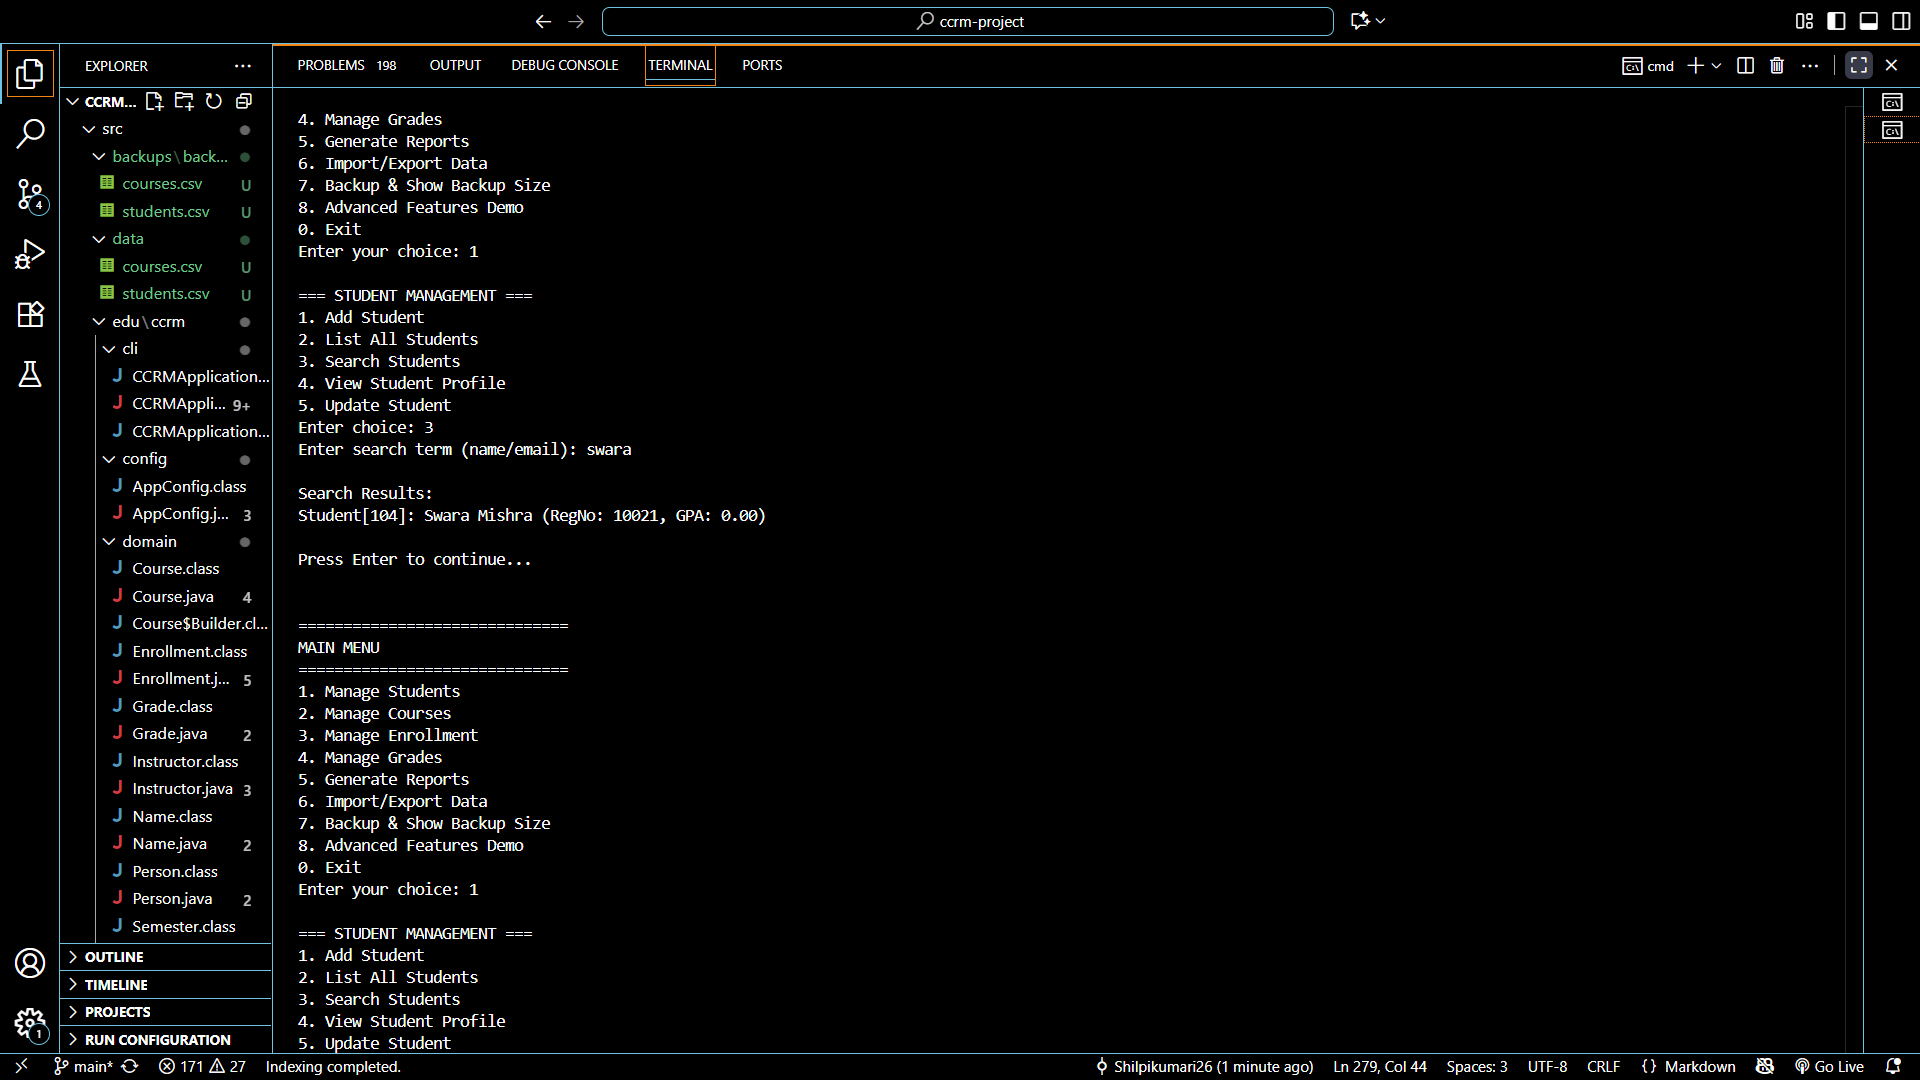 ccrm-project
EXPLORER
CCRM...
src
backups\back...
courses.csv U
students.csv U
data
courses.csv U
students.csv U
edu\ccrm
cli
CCRMApplication...
CCRMAppli... 9+
CCRMApplication...
config
AppConfig.class
AppConfig.j... 3
domain
Course.class
Course.java 4
Course$Builder.cl...
Enrollment.class
Enrollment.j... 5
Grade.class
Grade.java 2
Instructor.class
Instructor.java 3
Name.class
Name.java 2
Person.class
Person.java 2
Semester.class
OUTLINE
TIMELINE
PROJECTS
RUN CONFIGURATION
4
1
PROBLEMS 198 OUTPUT DEBUG CONSOLE TERMINAL PORTS
cmd
4. Manage Grades
5. Generate Reports
6. Import/Export Data
7. Backup & Show Backup Size
8. Advanced Features Demo
0. Exit
Enter your choice: 1
=== STUDENT MANAGEMENT ===
1. Add Student
2. List All Students
3. Search Students
4. View Student Profile
5. Update Student
Enter choice: 3
Enter search term (name/email): swara
Search Results:
Student[104]: Swara Mishra (RegNo: 10021, GPA: 0.00)
Press Enter to continue...
==============================
MAIN MENU
==============================
1. Manage Students
2. Manage Courses
3. Manage Enrollment
4. Manage Grades
5. Generate Reports
6. Import/Export Data
7. Backup & Show Backup Size
8. Advanced Features Demo
0. Exit
Enter your choice: 1
=== STUDENT MANAGEMENT ===
1. Add Student
2. List All Students
3. Search Students
4. View Student Profile
5. Update Student
main* 171 27 Indexing completed. Shilpikumari26 (1 minute ago) Ln 279, Col 44 Spaces: 3 UTF-8 CRLF {} Markdown Go Live